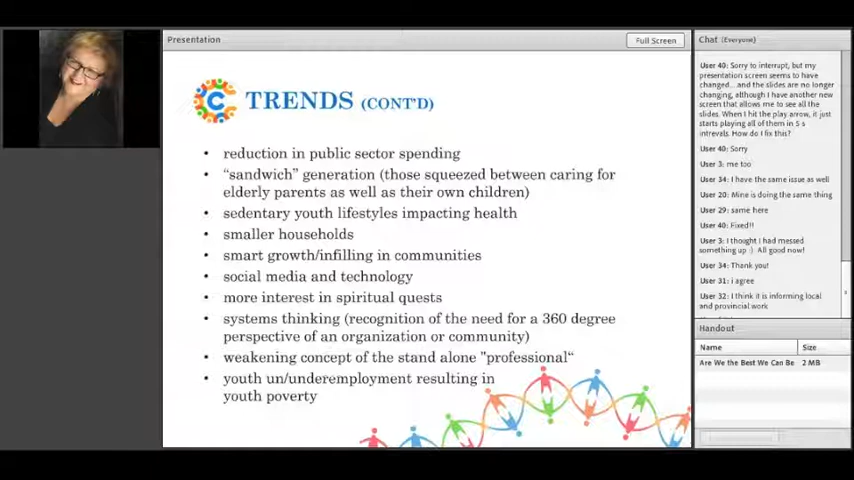 Presentation
Full Screen
C TRENDS (CONT'D)
• reduction in public sector spending
• "sandwich" generation (those squeezed between caring for
elderly parents as well as their own children)
• sedentary youth lifestyles impacting health
• smaller households
• smart growth/infilling in communities
• social media and technology
• more interest in spiritual quests
• systems thinking (recognition of the need for a 360 degree
perspective of an organization or community)
• weakening concept of the stand alone "professional"
• youth un/underemployment resulting in
youth poverty
Chat (Everyone)
User 40: Sorry to interrupt, but my
presentation screen seems to have
changed...and the slides are no longer
changing, although I have another new
screen that allows me to see all the
slides. When I hit the play arrow, it just
starts playing all of them in 5 s
intrevals. How do I fix this?
User 40: Sorry
User 3: me too
User 34: I have the same issue as well
User 20: Mine is doing the same thing
User 29: same here
User 40: Fixed!!
User 3: I thought I had messed
something up :) All good now!
User 34: Thank you!
User 31: i agree
User 32: I think it is informing local
and provincial work
Handout
Name Size
Are We the Best We Can Be 2 MB